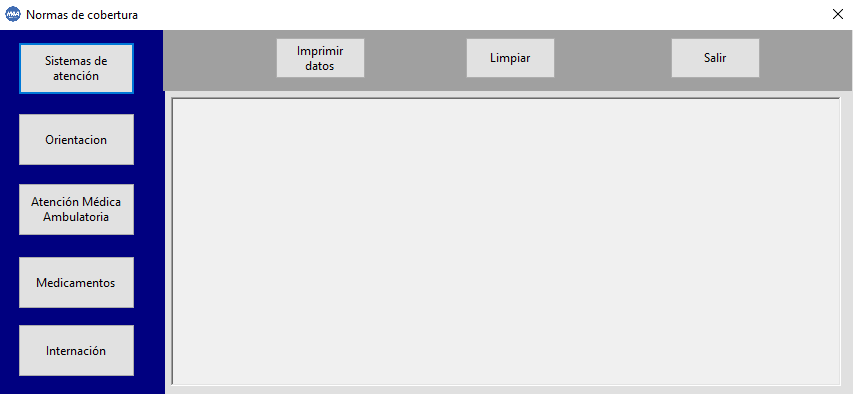 Normas de cobertura
Imprimir
datos
Limpiar
Salir
Sistemas de
atención
Orientacion
Atención Médica
Ambulatoria
Medicamentos
Internación